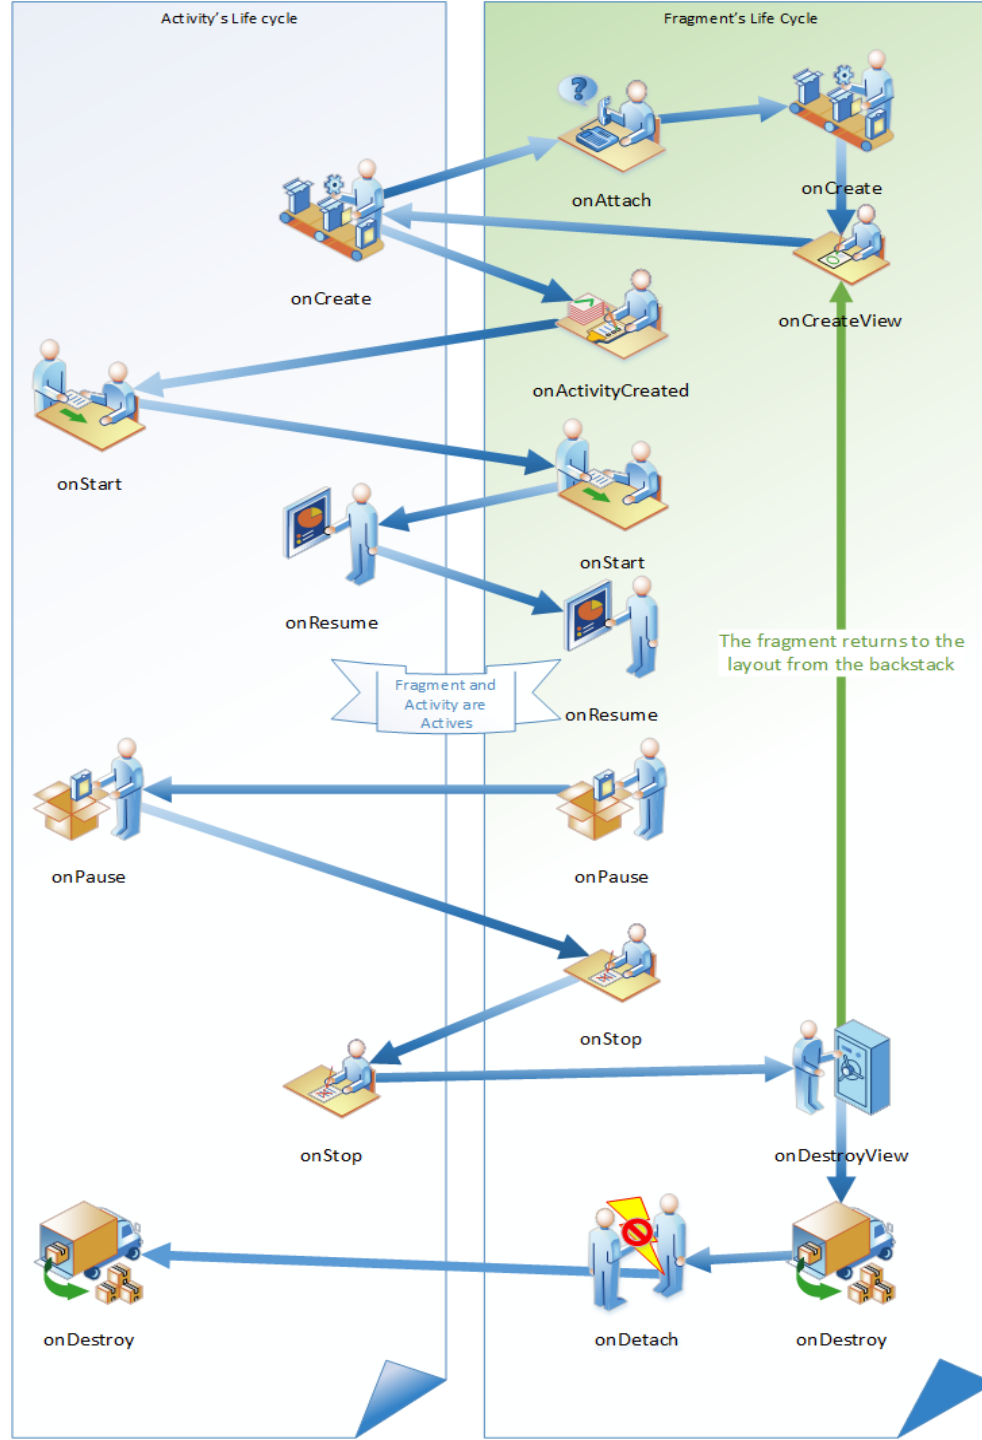 Activity's Life cycle
Fragment's Life Cycle
?
onAttach
onCreate
onCreate
onCreateView
onActivityCreated
onStart
onStart
onResume
The fragment returns to the
layout from the backstack
Fragment and
Activity are
Actives
onResume
onPause
onPause
onStop
onStop
onDestroyView
onDestroy
onDetach
onDestroy